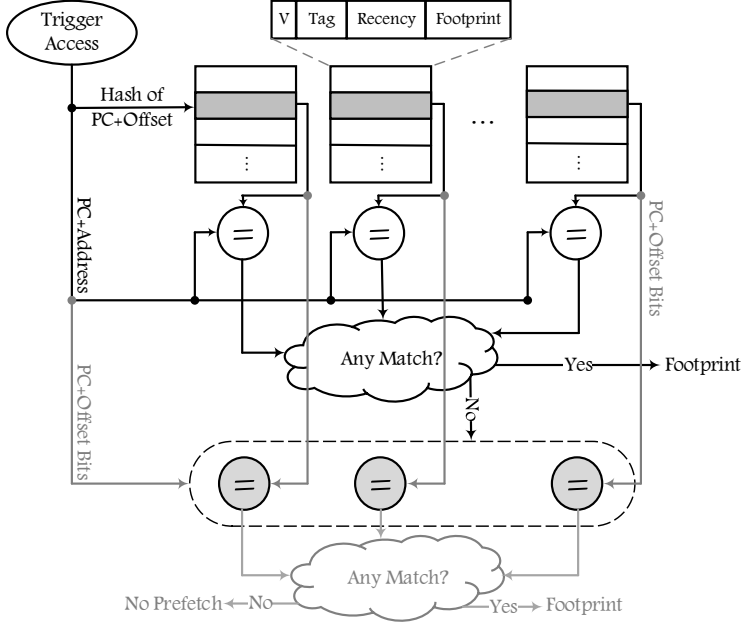 Trigger
Access
V Tag Recency Footprint
Hash of
PC+Offset
...
⋮ ⋮ ⋮
PC+Address
PC+Offset Bits
= = =
Any Match?
Yes
Footprint
No
PC+Offset Bits
= = =
Any Match?
No Prefetch
No
Yes
Footprint